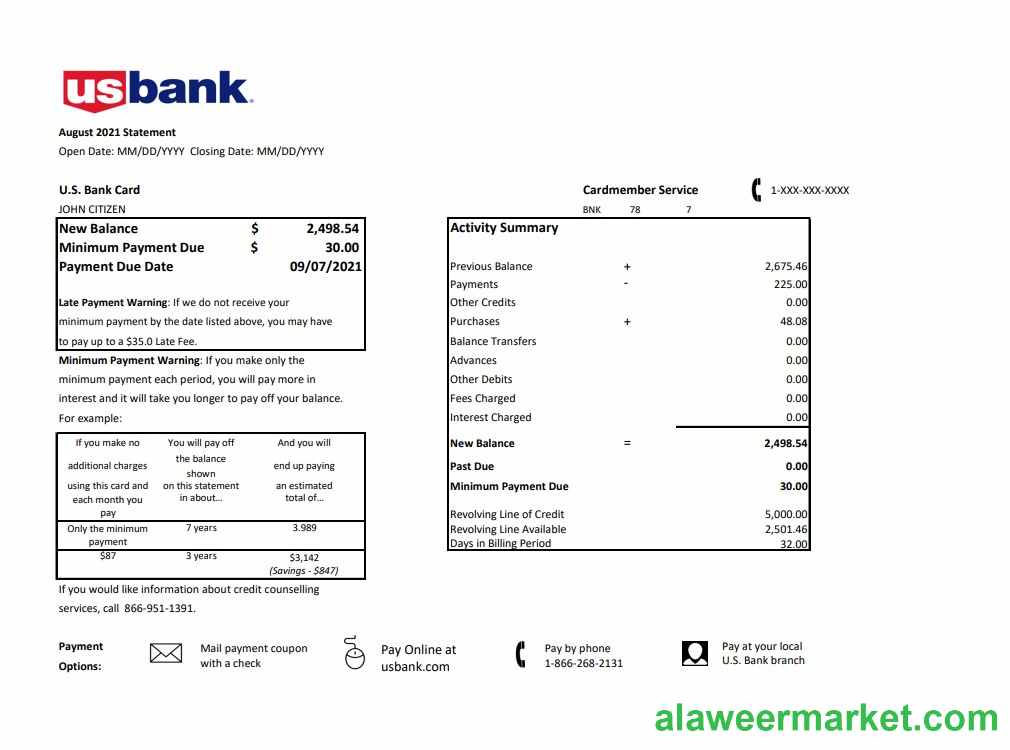 usbank.
August 2021 Statement
Open Date: MM/DD/YYYY Closing Date: MM/DD/YYYY
U.S. Bank Card
JOHN CITIZEN
New Balance $ 2,498.54
Minimum Payment Due $ 30.00
Payment Due Date 09/07/2021
Late Payment Warning: If we do not receive your
minimum payment by the date listed above, you may have
to pay up to a $35.0 Late Fee.
Minimum Payment Warning: If you make only the
minimum payment each period, you will pay more in
interest and it will take you longer to pay off your balance.
For example:
If you make no
additional charges
using this card and
each month you
pay
You will pay off
the balance
shown
on this statement
in about...
And you will
end up paying
an estimated
total of...
Only the minimum
payment
7 years
3.989
$87
3 years
$3,142
(Savings - $847)
If you would like information about credit counselling
services, call 866-951-1391.
Cardmember Service 1-XXX-XXX-XXXX
BNK 78 7
Activity Summary
Previous Balance + 2,675.46
Payments - 225.00
Other Credits 0.00
Purchases + 48.08
Balance Transfers 0.00
Advances 0.00
Other Debits 0.00
Fees Charged 0.00
Interest Charged 0.00
New Balance = 2,498.54
Past Due 0.00
Minimum Payment Due 30.00
Revolving Line of Credit 5,000.00
Revolving Line Available 2,501.46
Days in Billing Period 32.00
Payment
Options:
Mail payment coupon
with a check
Pay Online at
usbank.com
Pay by phone
1-866-268-2131
Pay at your local
U.S. Bank branch
alaweermarket.com